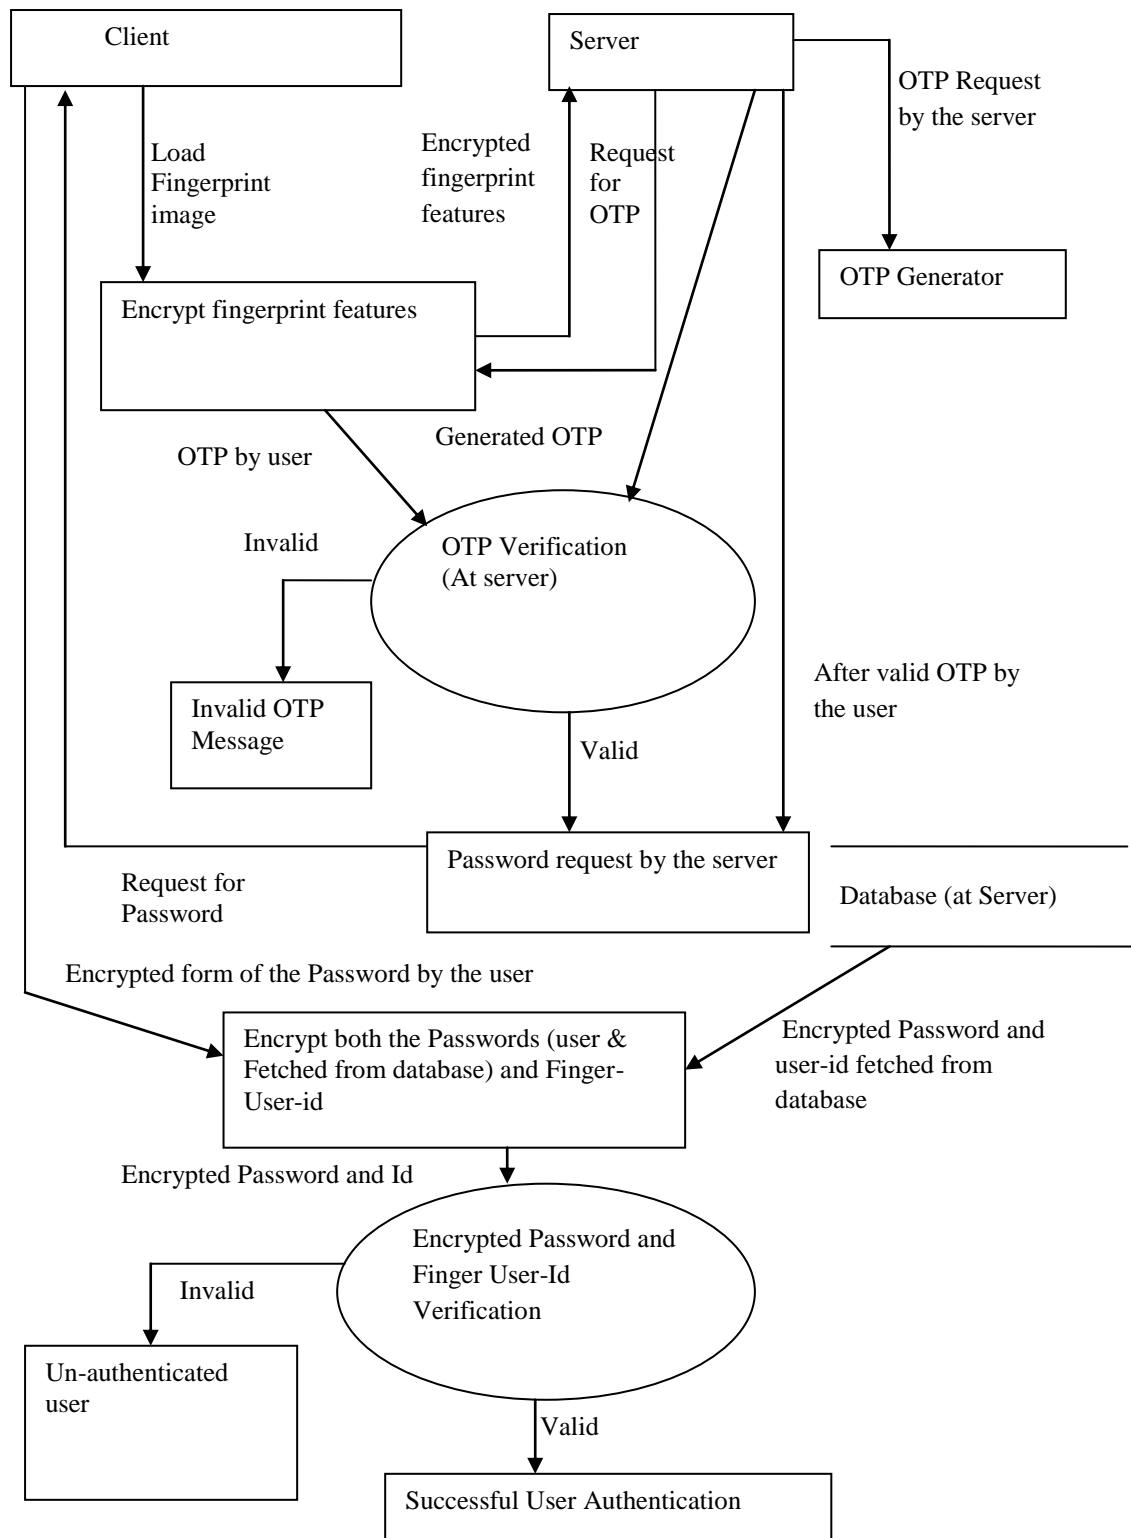 Client
Server
OTP Request
by the server
Load
Fingerprint
image
Encrypted
fingerprint
features
Request
for
OTP
OTP Generator
Encrypt fingerprint features
Generated OTP
OTP by user
Invalid
OTP Verification
(At server)
Invalid OTP
Message
After valid OTP by
the user
Valid
Password request by the server
Request for
Password
Database (at Server)
Encrypted form of the Password by the user
Encrypt both the Passwords (user &
Fetched from database) and Finger-
User-id
Encrypted Password and
user-id fetched from
database
Encrypted Password and Id
Encrypted Password and
Finger User-Id
Verification
Invalid
Un-authenticated
user
Valid
Successful User Authentication